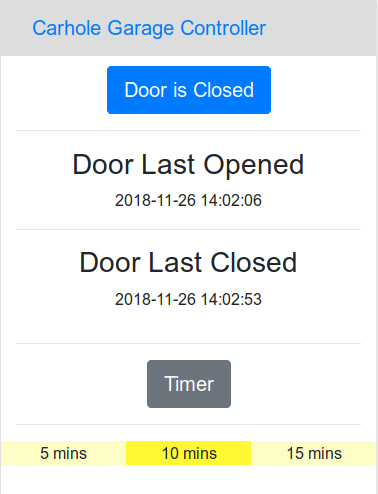 Carhole Garage Controller
Door is Closed
Door Last Opened
2018-11-26 14:02:06
Door Last Closed
2018-11-26 14:02:53
Timer
5 mins 10 mins 15 mins